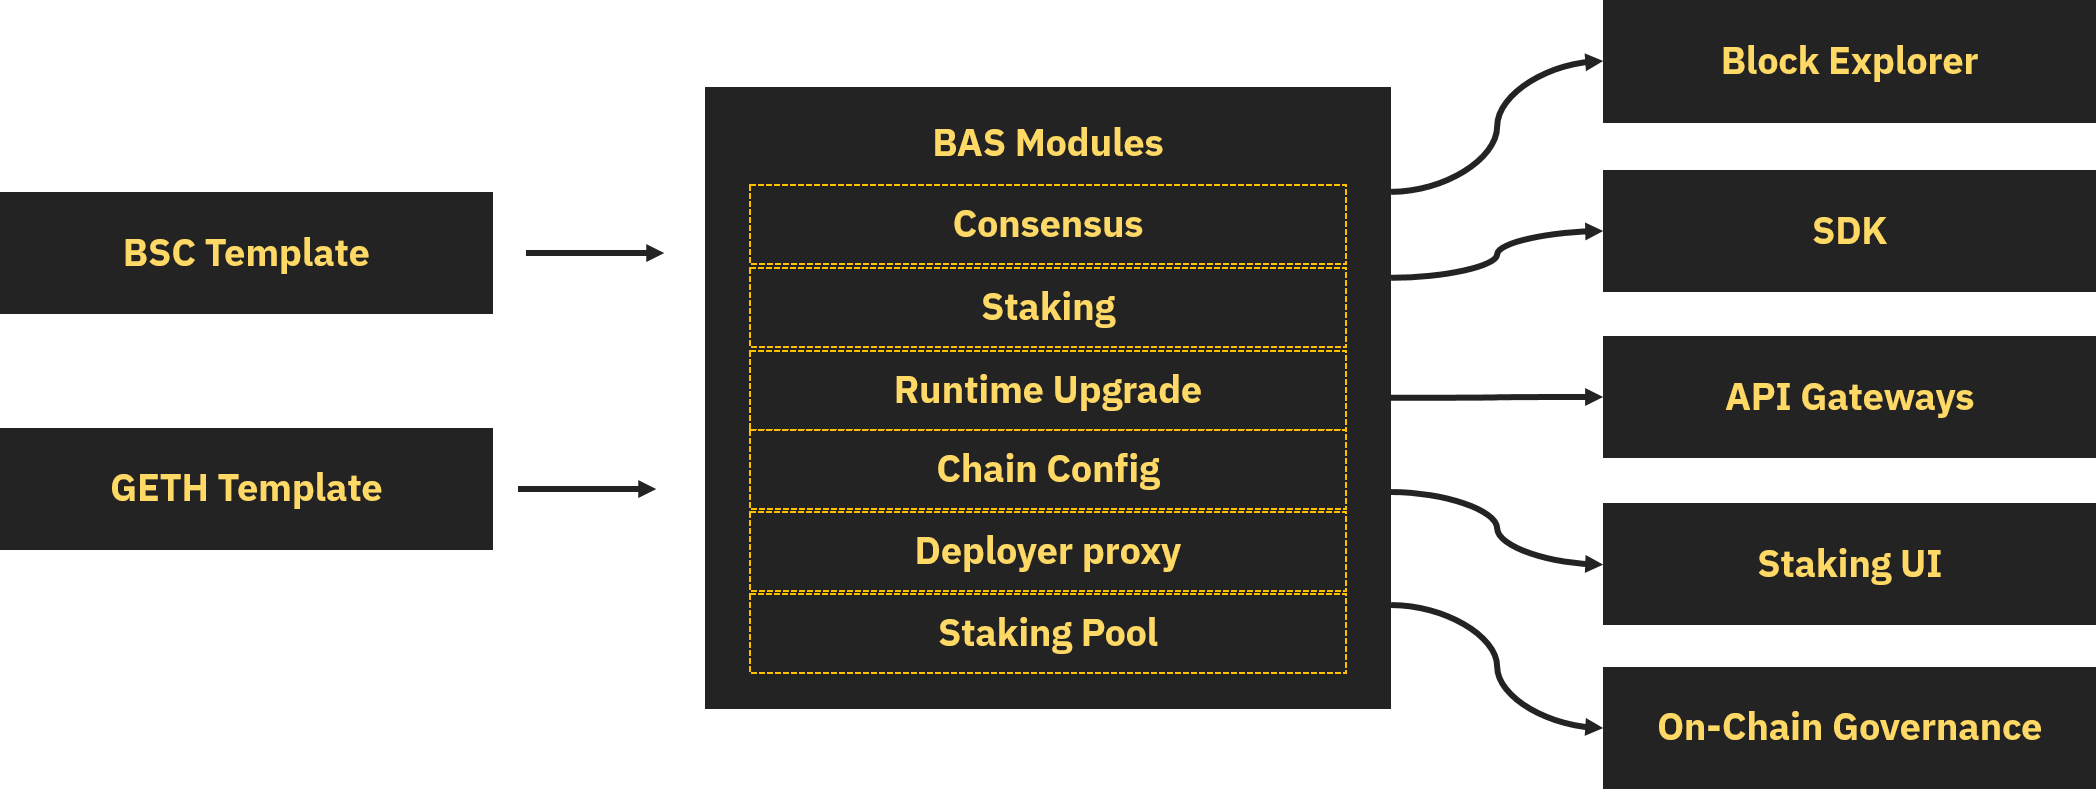 BSC Template
GETH Template
BAS Modules
Consensus
Staking
Runtime Upgrade
Chain Config
Deployer proxy
Staking Pool
Block Explorer
SDK
API Gateways
Staking UI
On-Chain Governance